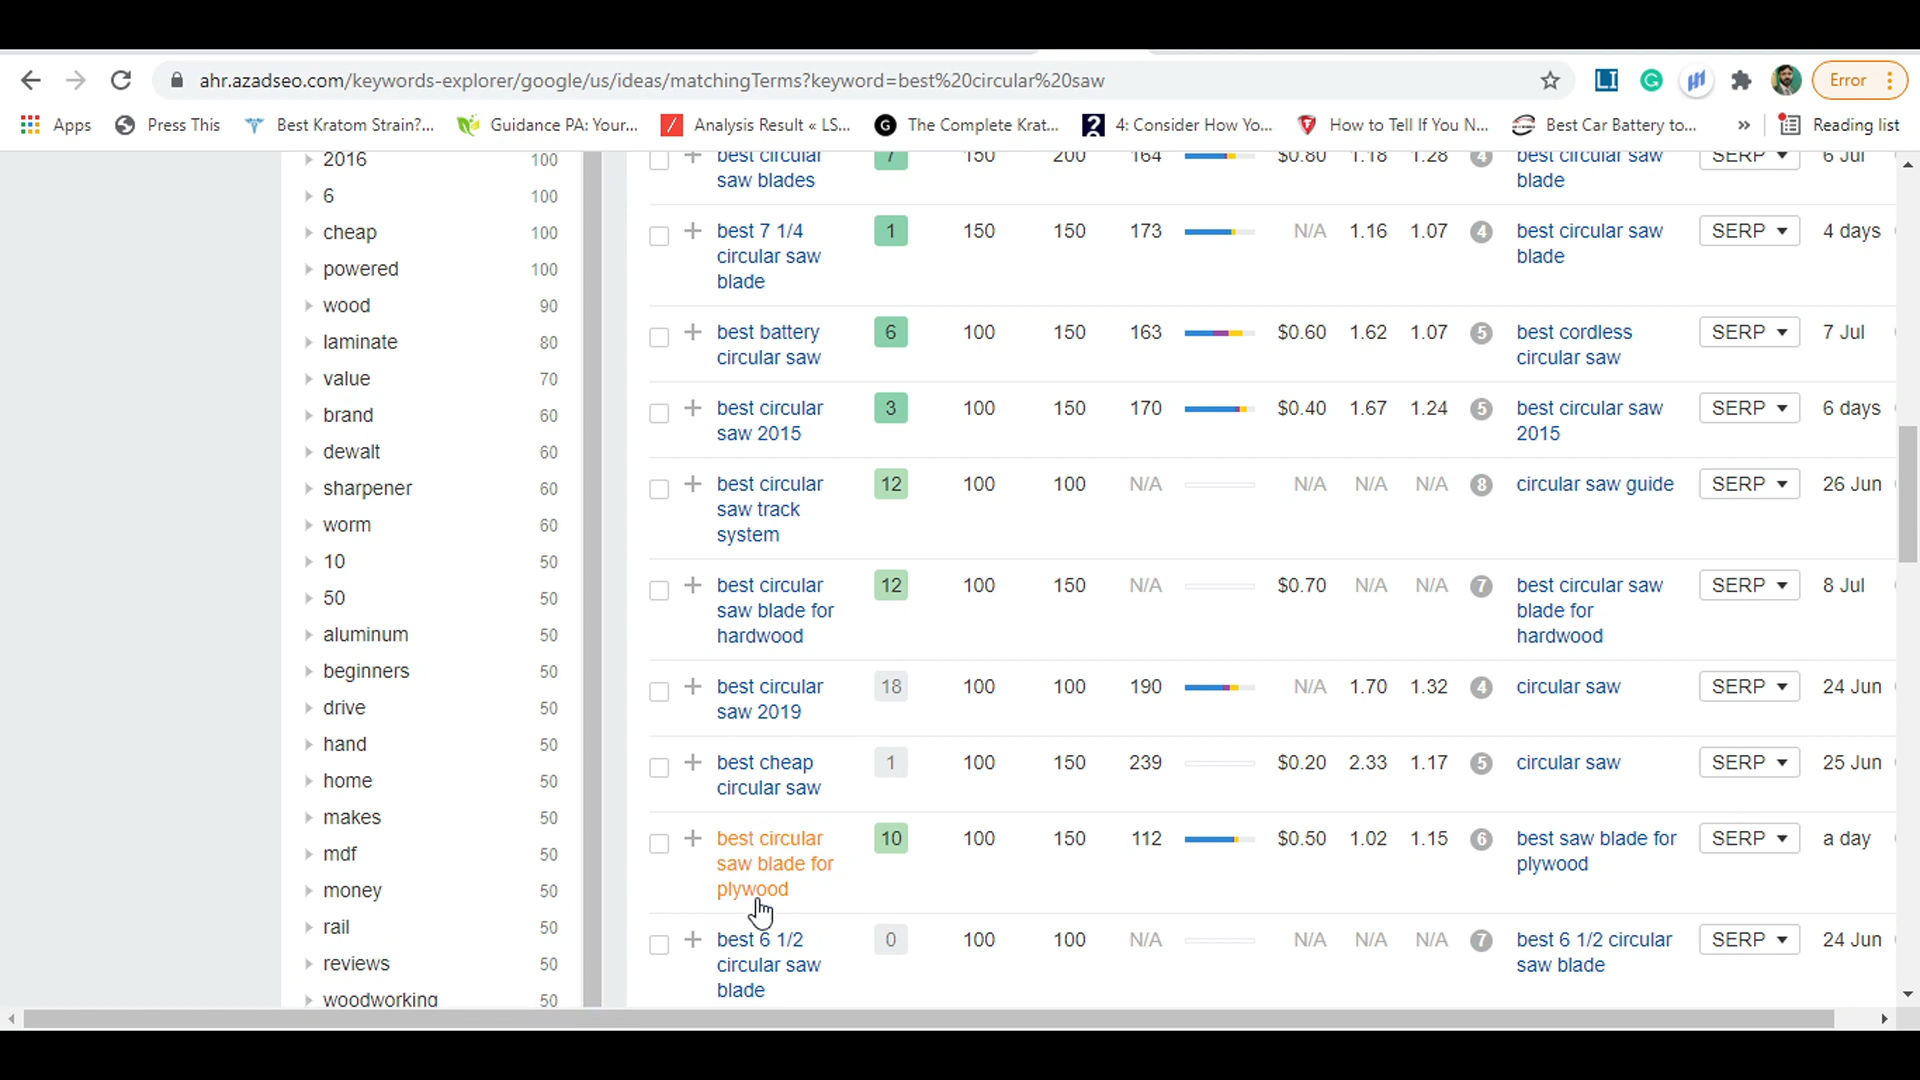 ahr.azadseo.com/keywords-explorer/google/us/ideas/matchingTerms?keyword=best%20circular%20saw
Error
Apps Press This Best Kratom Strain?... Guidance PA: Your... Analysis Result « LS... The Complete Krat... 4: Consider How Yo... How to Tell If You N... Best Car Battery to... » Reading list
2016 100
6 100
cheap 100
powered 100
wood 90
laminate 80
value 70
brand 60
dewalt 60
sharpener 60
worm 60
10 50
50 50
aluminum 50
beginners 50
drive 50
hand 50
home 50
makes 50
mdf 50
money 50
rail 50
reviews 50
woodworking 50
best circular 7 150 200 164 $0.80 1.18 1.28 4 best circular saw SERP 6 Jul
saw blades blade
best 7 1/4 1 150 150 173 N/A 1.16 1.07 4 best circular saw SERP 4 days
circular saw blade
blade
best battery 6 100 150 163 $0.60 1.62 1.07 5 best cordless SERP 7 Jul
circular saw circular saw
best circular 3 100 150 170 $0.40 1.67 1.24 5 best circular saw SERP 6 days
saw 2015 2015
best circular 12 100 100 N/A N/A N/A N/A 8 circular saw guide SERP 26 Jun
saw track
system
best circular 12 100 150 N/A $0.70 N/A N/A 7 best circular saw SERP 8 Jul
saw blade for blade for
hardwood hardwood
best circular 18 100 100 190 N/A 1.70 1.32 4 circular saw SERP 24 Jun
saw 2019
best cheap 1 100 150 239 $0.20 2.33 1.17 5 circular saw SERP 25 Jun
circular saw
best circular 10 100 150 112 $0.50 1.02 1.15 6 best saw blade for SERP a day
saw blade for plywood
plywood
best 6 1/2 0 100 100 N/A N/A N/A N/A 7 best 6 1/2 circular SERP 24 Jun
circular saw saw blade
blade